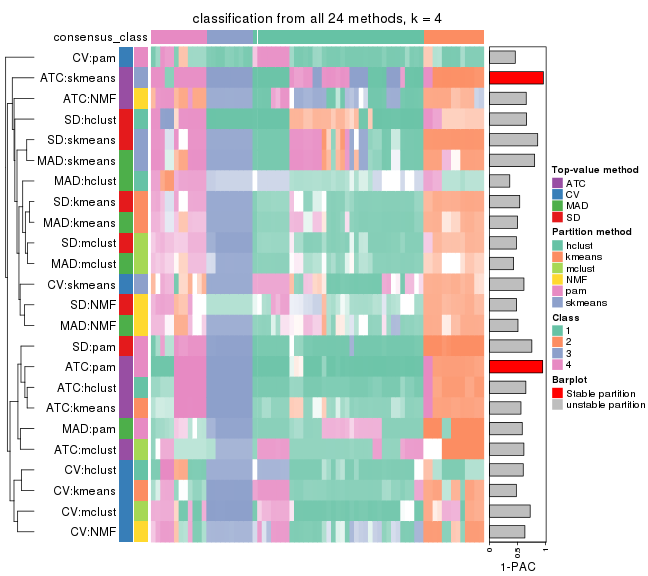 classification from all 24 methods, k = 4
consensus_class
CV:pam
ATC:skmeans
ATC:NMF
SD:hclust
SD:skmeans
MAD:skmeans
MAD:hclust
SD:kmeans
MAD:kmeans
SD:mclust
MAD:mclust
CV:skmeans
SD:NMF
MAD:NMF
SD:pam
ATC:pam
ATC:hclust
ATC:kmeans
MAD:pam
ATC:mclust
CV:hclust
CV:kmeans
CV:mclust
CV:NMF
0
0.5
1
1-PAC
Top-value method
ATC
CV
MAD
SD
Partition method
hclust
kmeans
mclust
NMF
pam
skmeans
Class
1
2
3
4
Barplot
Stable partition
unstable partition